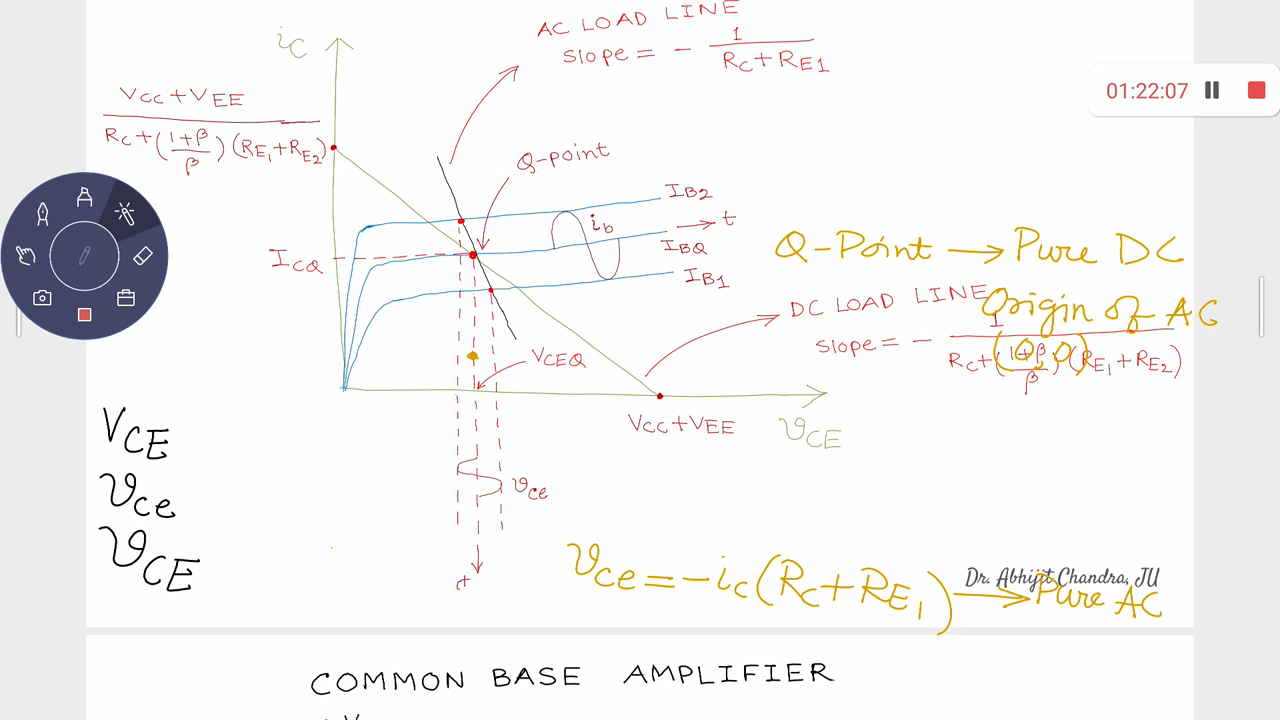 AC LOAD LINE
slope = - 1 / (RC + RE1)
iC
01:22:07
VCC + VEE
RC + (1+β / β) (RE1 + RE2)
Q-point
IB2
ib
t
IBQ
IB1
ICQ
Q-Point → Pure DC
DC LOAD LINE
Origin of AC
slope = - 1 / (RC + (1+β / β) (RE1 + RE2))
(0,0)
VCEQ
VCC + VEE
vCE
VCE
vce
vCE
vce
t
vce = -ic (RC + RE1) → Pure AC
Dr. Abhijit Chandra, JU
COMMON BASE AMPLIFIER